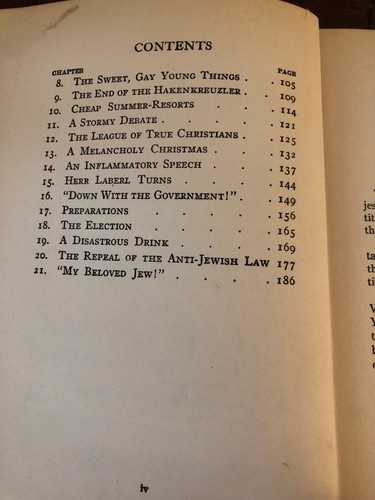 CONTENTS
CHAPTER PAGE
8. THE SWEET, GAY YOUNG THINGS . . 105
9. THE END OF THE HAKENKREUZLER . . 109
10. CHEAP SUMMER-RESORTS . . . 114
11. A STORMY DEBATE . . . . . 121
12. THE LEAGUE OF TRUE CHRISTIANS . . 125
13. A MELANCHOLY CHRISTMAS . . . 132
14. AN INFLAMMATORY SPEECH . . . 137
15. HERR LABERL TURNS . . . . 144
16. "DOWN WITH THE GOVERNMENT!" . . 149
17. PREPARATIONS . . . . . 156
18. THE ELECTION . . . . . 165
19. A DISASTROUS DRINK . . . . 169
20. THE REPEAL OF THE ANTI-JEWISH LAW 177
21. "MY BELOVED JEW!" . . . . 186
iv